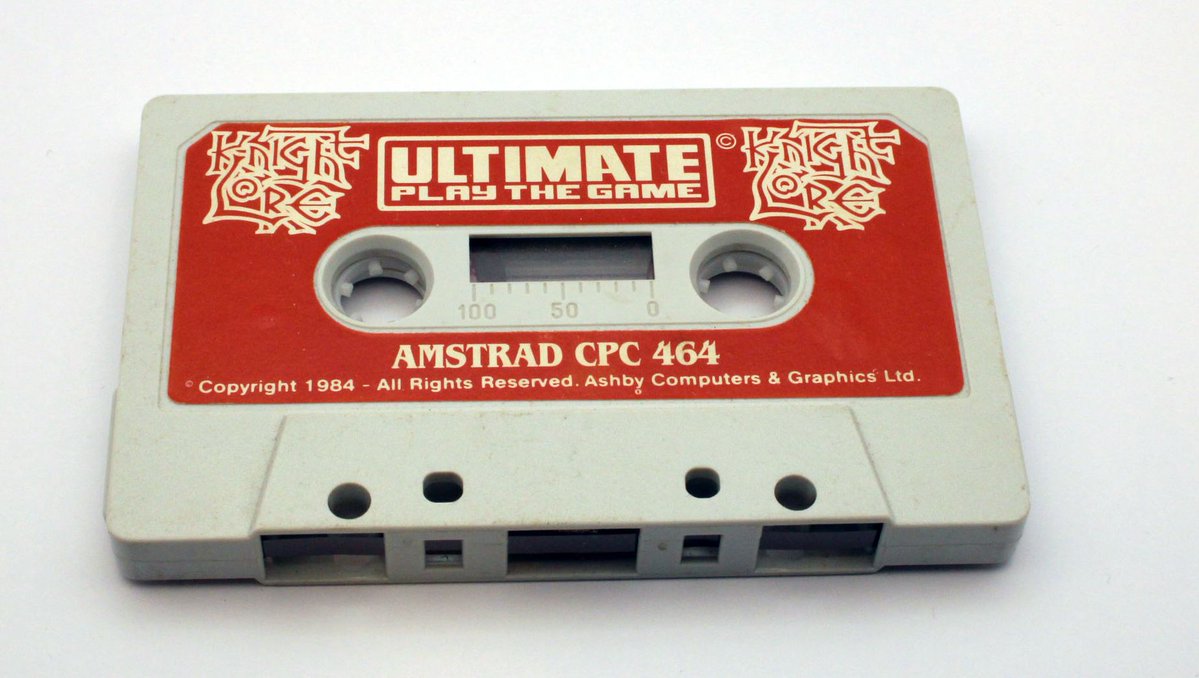 KNIGHT LORE
ULTIMATE ©
PLAY THE GAME
KNIGHT LORE
100 50 0
AMSTRAD CPC 464
© Copyright 1984 - All Rights Reserved. Ashby Computers & Graphics Ltd.